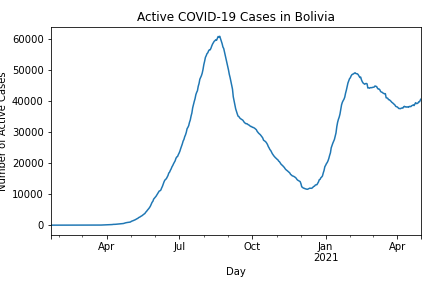 Active COVID-19 Cases in Bolivia
Number of Active Cases
60000
50000
40000
30000
20000
10000
0
Apr
Jul
Oct
Jan
2021
Apr
Day